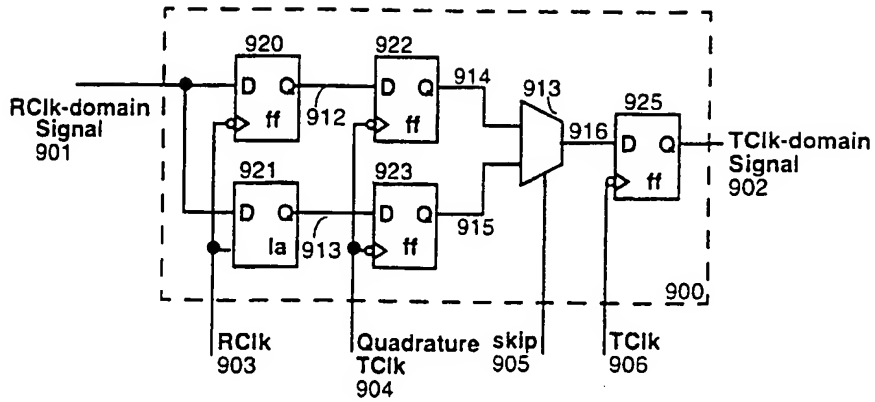 920
922
914
913
925
D Q
ff
912
D Q
ff
916
D Q
ff
RClk-domain
Signal
901
TClk-domain
Signal
902
921
923
D Q
la
913
D Q
ff
915
900
RClk
903
Quadrature
TClk
904
skip
905
TClk
906